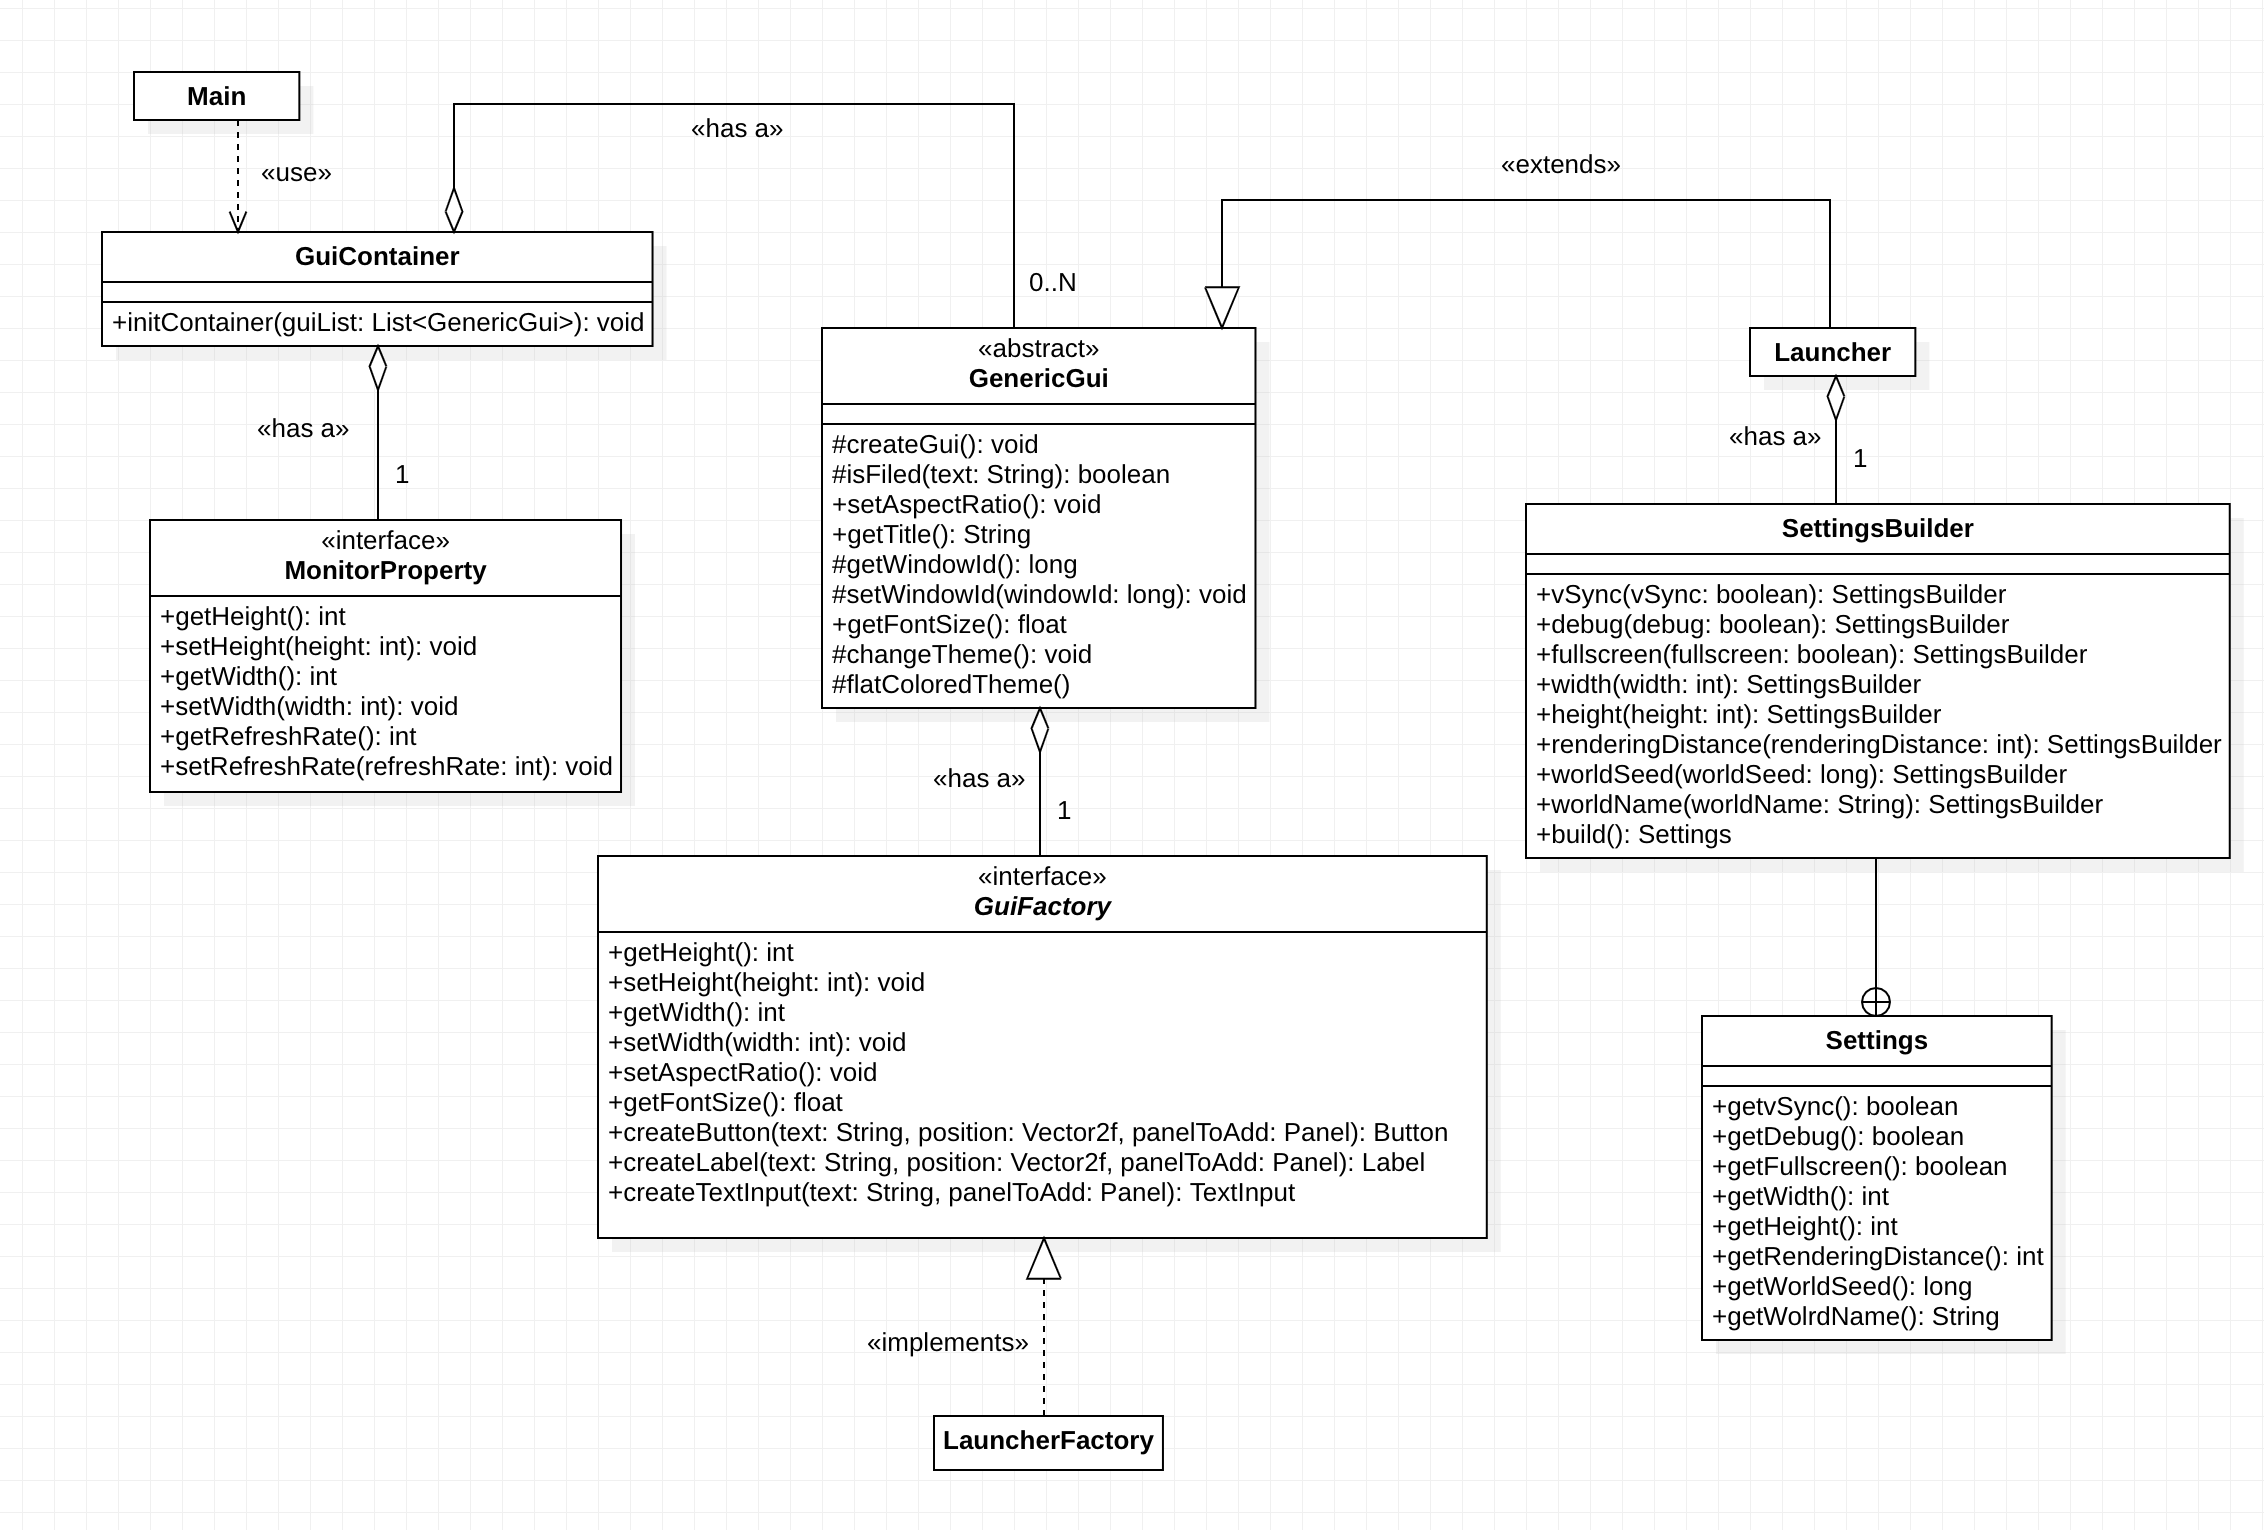 Main
«use»
«has a»
«extends»
GuiContainer
+initContainer(guiList: List<GenericGui>): void
«has a»
1
«interface»
MonitorProperty
+getHeight(): int
+setHeight(height: int): void
+getWidth(): int
+setWidth(width: int): void
+getRefreshRate(): int
+setRefreshRate(refreshRate: int): void
0..N
«abstract»
GenericGui
#createGui(): void
#isFiled(text: String): boolean
+setAspectRatio(): void
+getTitle(): String
#getWindowId(): long
#setWindowId(windowId: long): void
+getFontSize(): float
#changeTheme(): void
#flatColoredTheme()
«has a»
1
«interface»
GuiFactory
+getHeight(): int
+setHeight(height: int): void
+getWidth(): int
+setWidth(width: int): void
+setAspectRatio(): void
+getFontSize(): float
+createButton(text: String, position: Vector2f, panelToAdd: Panel): Button
+createLabel(text: String, position: Vector2f, panelToAdd: Panel): Label
+createTextInput(text: String, panelToAdd: Panel): TextInput
«implements»
LauncherFactory
Launcher
«has a»
1
SettingsBuilder
+vSync(vSync: boolean): SettingsBuilder
+debug(debug: boolean): SettingsBuilder
+fullscreen(fullscreen: boolean): SettingsBuilder
+width(width: int): SettingsBuilder
+height(height: int): SettingsBuilder
+renderingDistance(renderingDistance: int): SettingsBuilder
+worldSeed(worldSeed: long): SettingsBuilder
+worldName(worldName: String): SettingsBuilder
+build(): Settings
Settings
+getvSync(): boolean
+getDebug(): boolean
+getFullscreen(): boolean
+getWidth(): int
+getHeight(): int
+getRenderingDistance(): int
+getWorldSeed(): long
+getWolrdName(): String